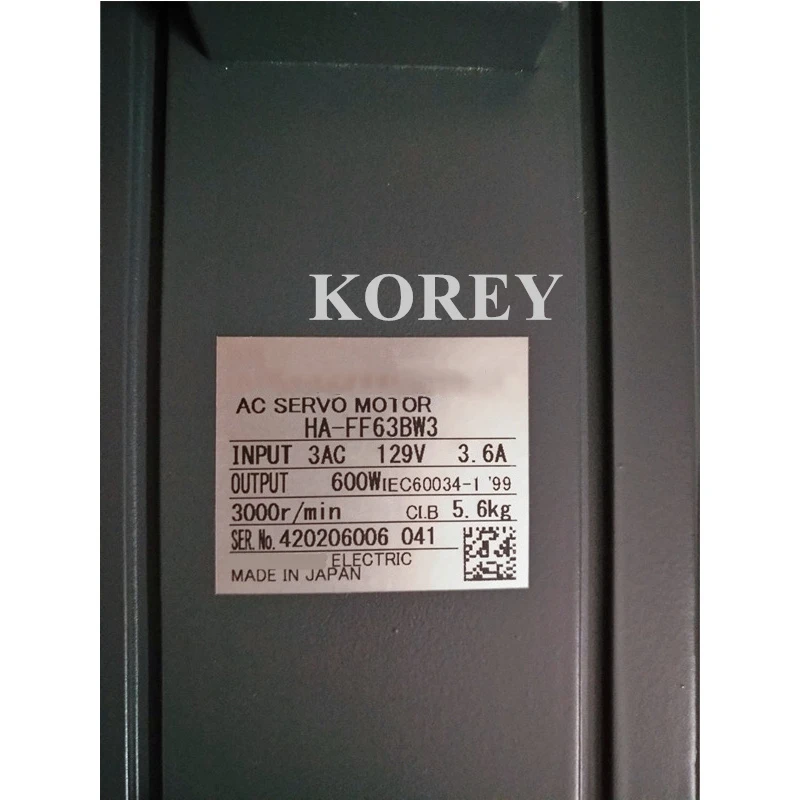 KOREY
AC SERVO MOTOR
HA-FF63BW3
INPUT 3AC 129V 3.6A
OUTPUT 600W IEC60034-1 '99
3000r/min CI.B 5.6kg
SER.No. 420206006 041
ELECTRIC
MADE IN JAPAN